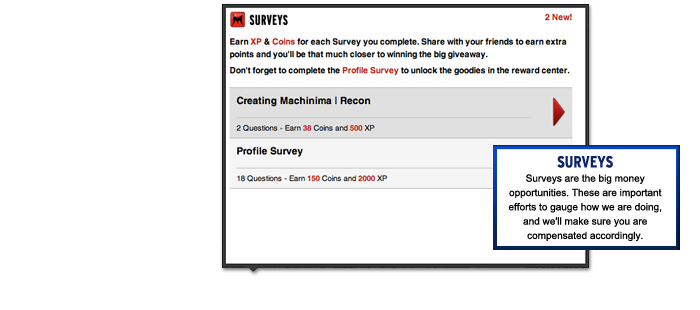 SURVEYS
2 New!
Earn XP & Coins for each Survey you complete. Share with your friends to earn extra
points and you'll be that much closer to winning the big giveaway.
Don't forget to complete the Profile Survey to unlock the goodies in the reward center.
Creating Machinima | Recon
2 Questions - Earn 38 Coins and 500 XP
Profile Survey
18 Questions - Earn 150 Coins and 2000 XP
SURVEYS
Surveys are the big money
opportunities. These are important
efforts to gauge how we are doing,
and we'll make sure you are
compensated accordingly.